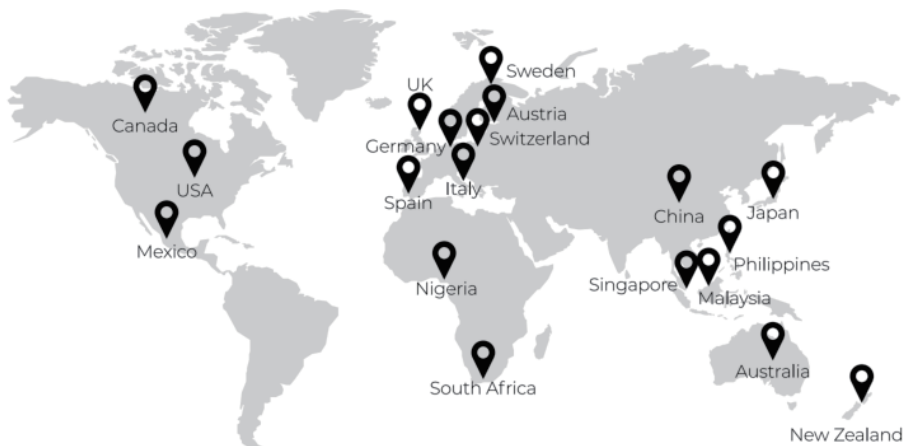 Sweden
UK
Austria
Canada
Switzerland
Germany
USA
Italy
Spain
China
Japan
Mexico
Philippines
Nigeria
Singapore
Malaysia
Australia
South Africa
New Zealand